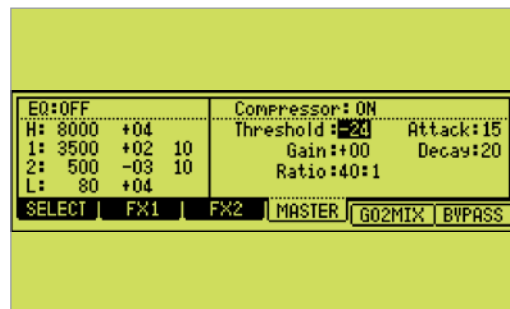 EQ:OFF
H: 8000 +04
1: 3500 +02 10
2: 500 -03 10
L: 80 +04
Compressor: ON
Threshold :-24 Attack:15
Gain:+00 Decay:20
Ratio:40:1
SELECT FX1 FX2 MASTER GO2MIX BYPASS